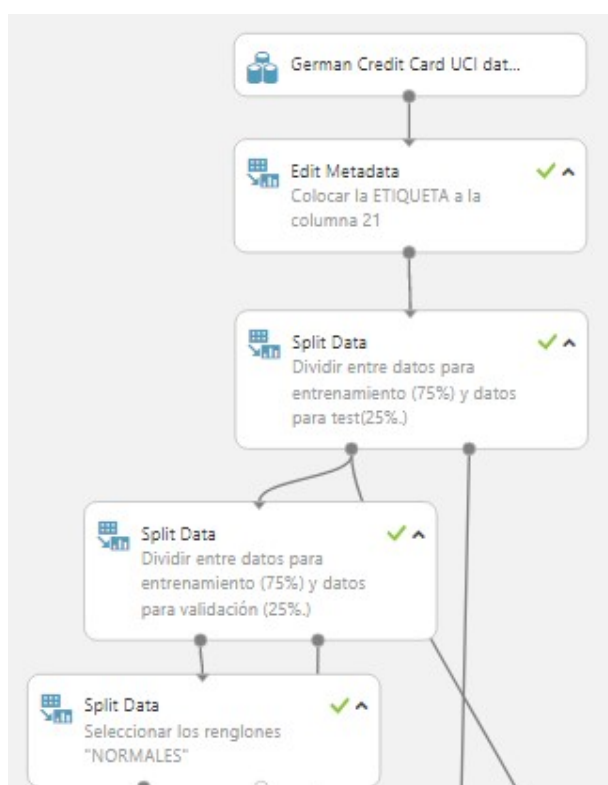 German Credit Card UCI dat...
Edit Metadata
Colocar la ETIQUETA a la
columna 21
Split Data
Dividir entre datos para
entrenamiento (75%) y datos
para test(25%.)
Split Data
Dividir entre datos para
entrenamiento (75%) y datos
para validación (25%.)
Split Data
Seleccionar los renglones
"NORMALES"